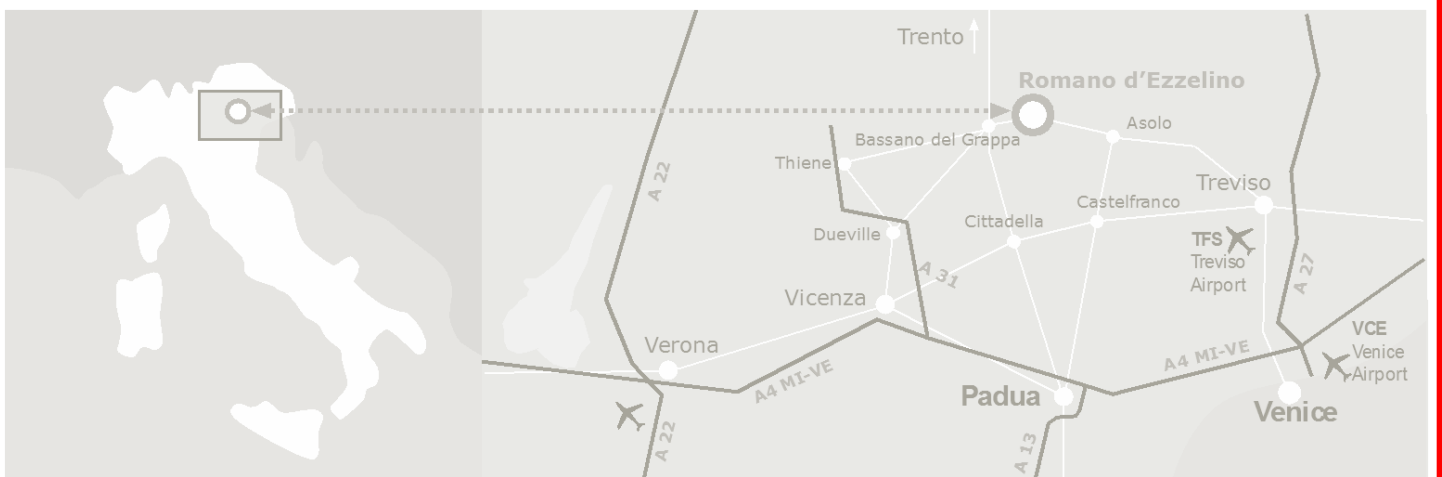 Trento
Romano d’Ezzelino
Asolo
Bassano del Grappa
Thiene
A 22
Treviso
Castelfranco
Cittadella
Dueville
TFS
Treviso
Airport
A 31
A 27
Vicenza
VCE
Venice
Airport
Verona
A4 MI-VE
A4 MI-VE
Padua
Venice
A 22
A 13